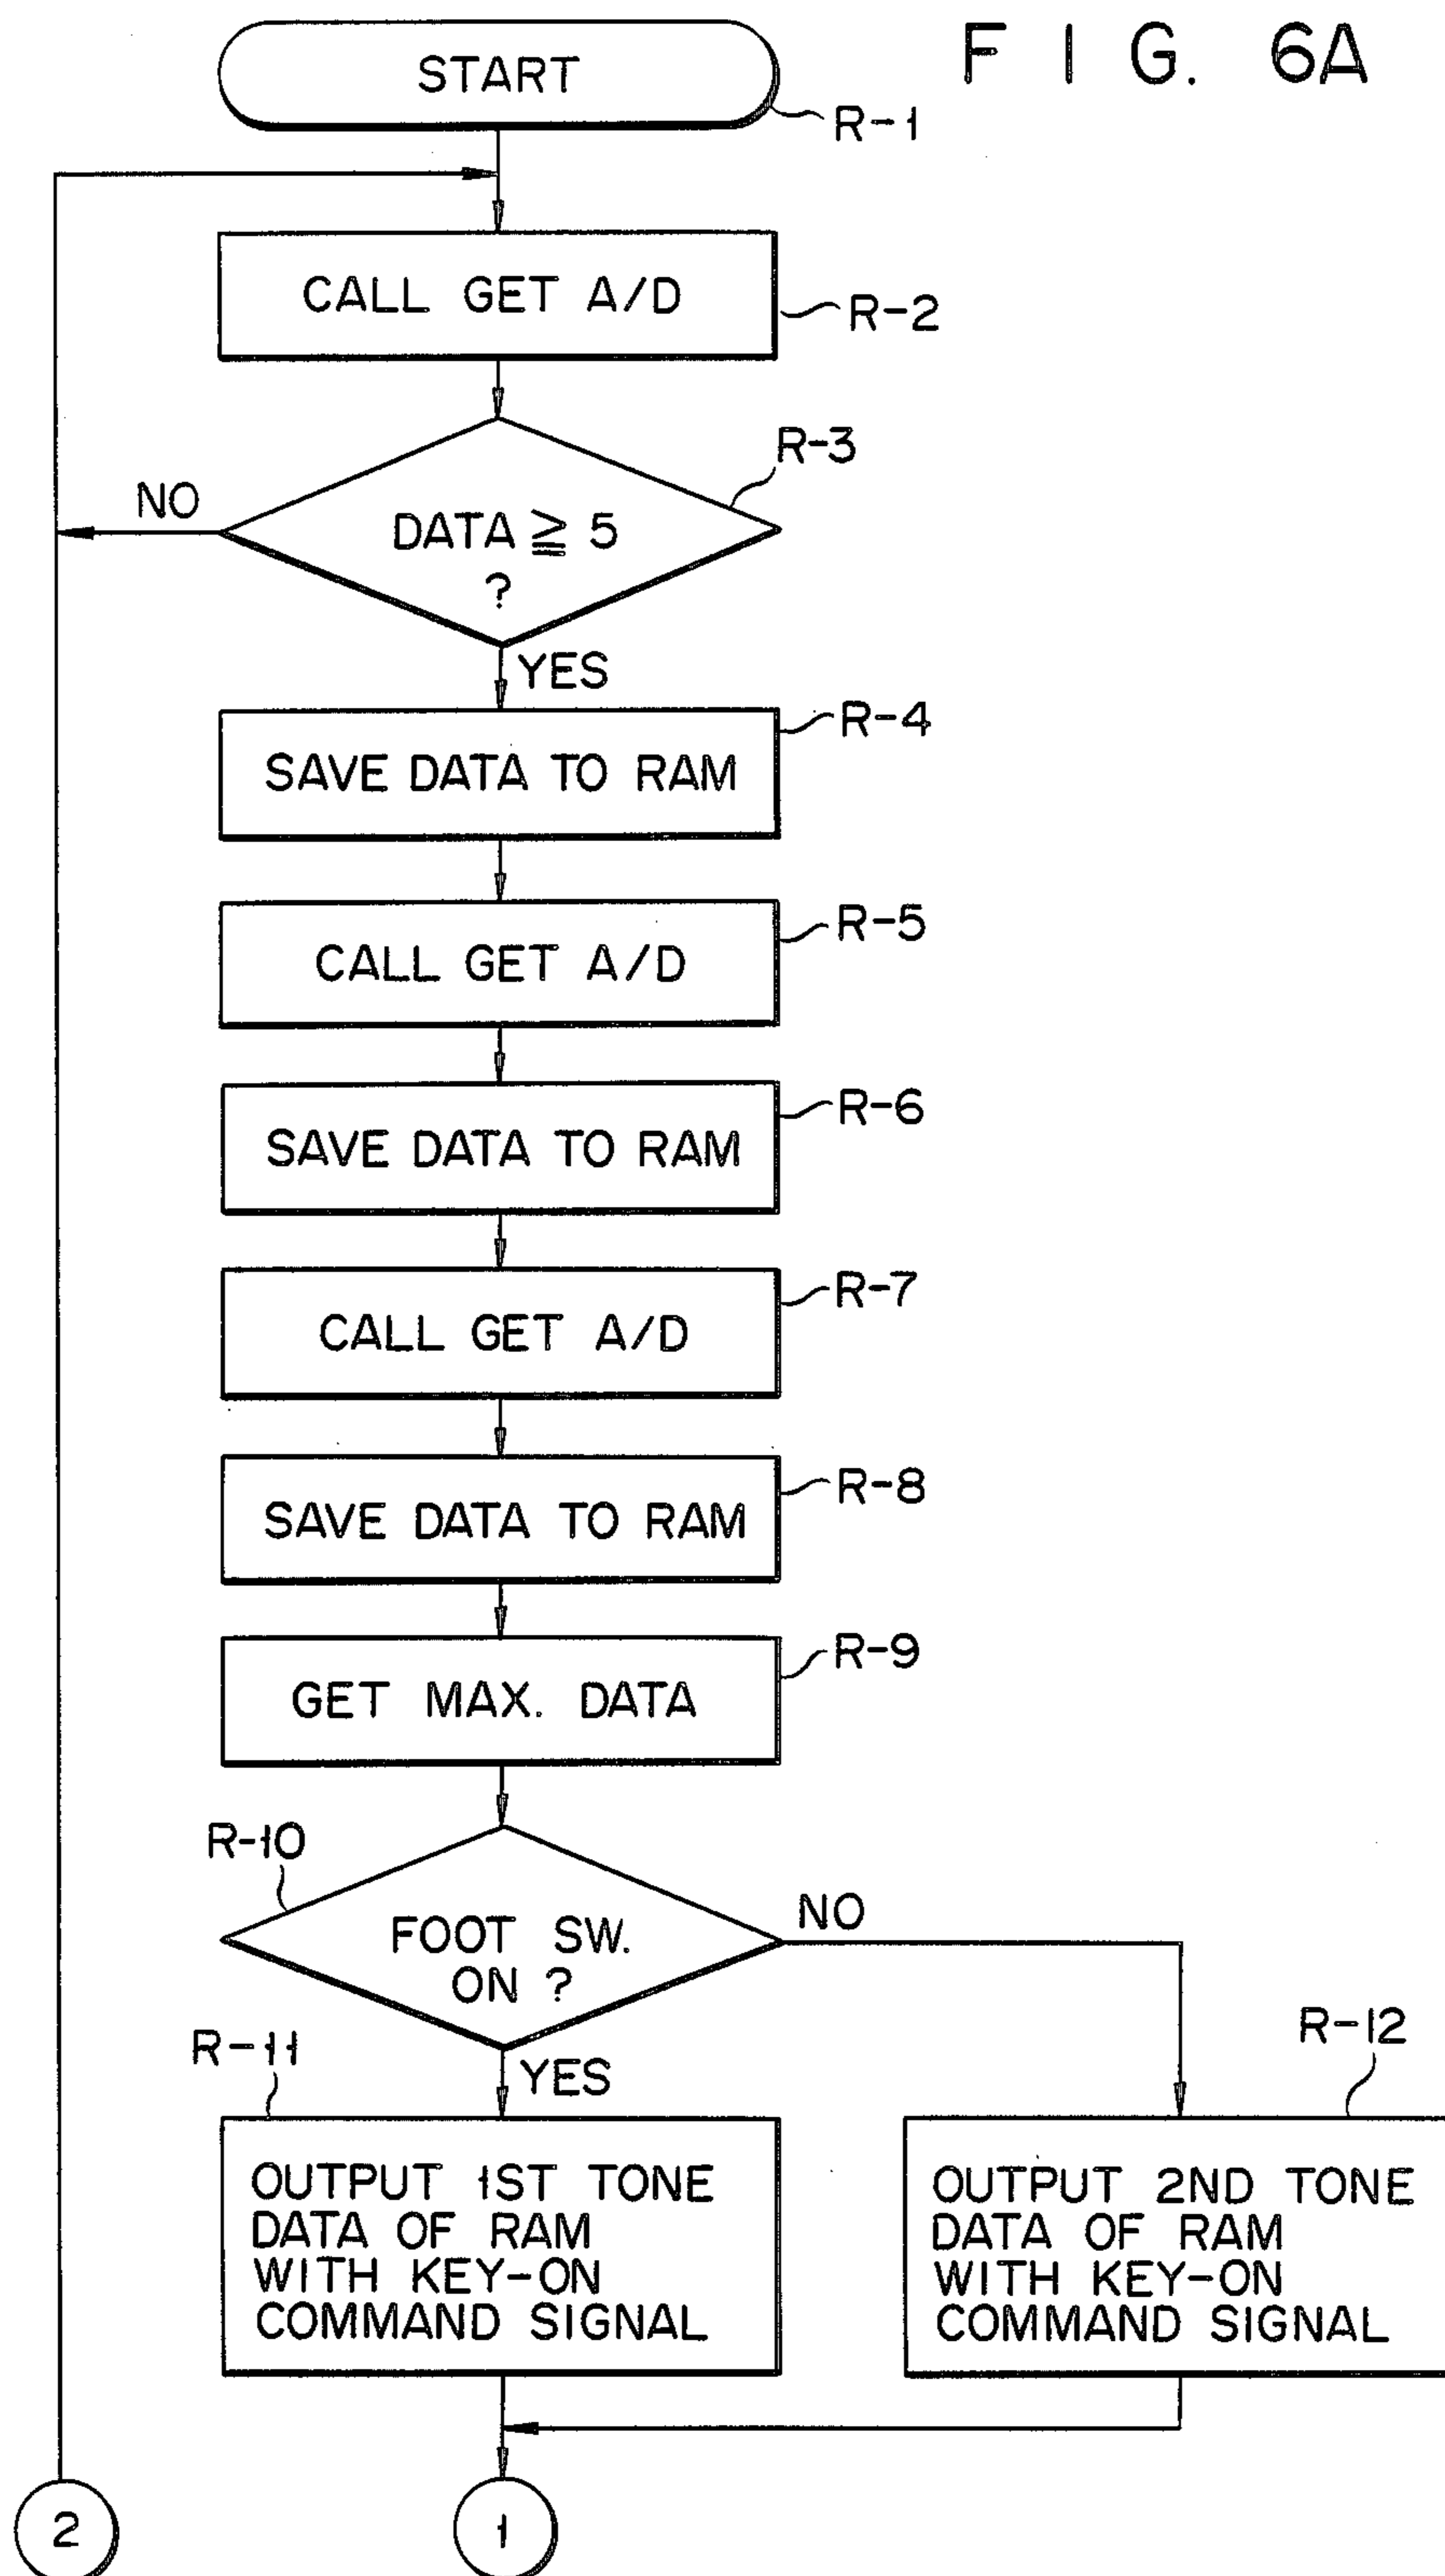 F I G. 6A
START
R-1
CALL GET A/D
R-2
R-3
NO
DATA ≧ 5
?
YES
R-4
SAVE DATA TO RAM
R-5
CALL GET A/D
R-6
SAVE DATA TO RAM
R-7
CALL GET A/D
R-8
SAVE DATA TO RAM
R-9
GET MAX. DATA
R-10
NO
FOOT SW.
ON ?
R-11
YES
R-12
OUTPUT 1ST TONE
DATA OF RAM
WITH KEY-ON
COMMAND SIGNAL
OUTPUT 2ND TONE
DATA OF RAM
WITH KEY-ON
COMMAND SIGNAL
2
1